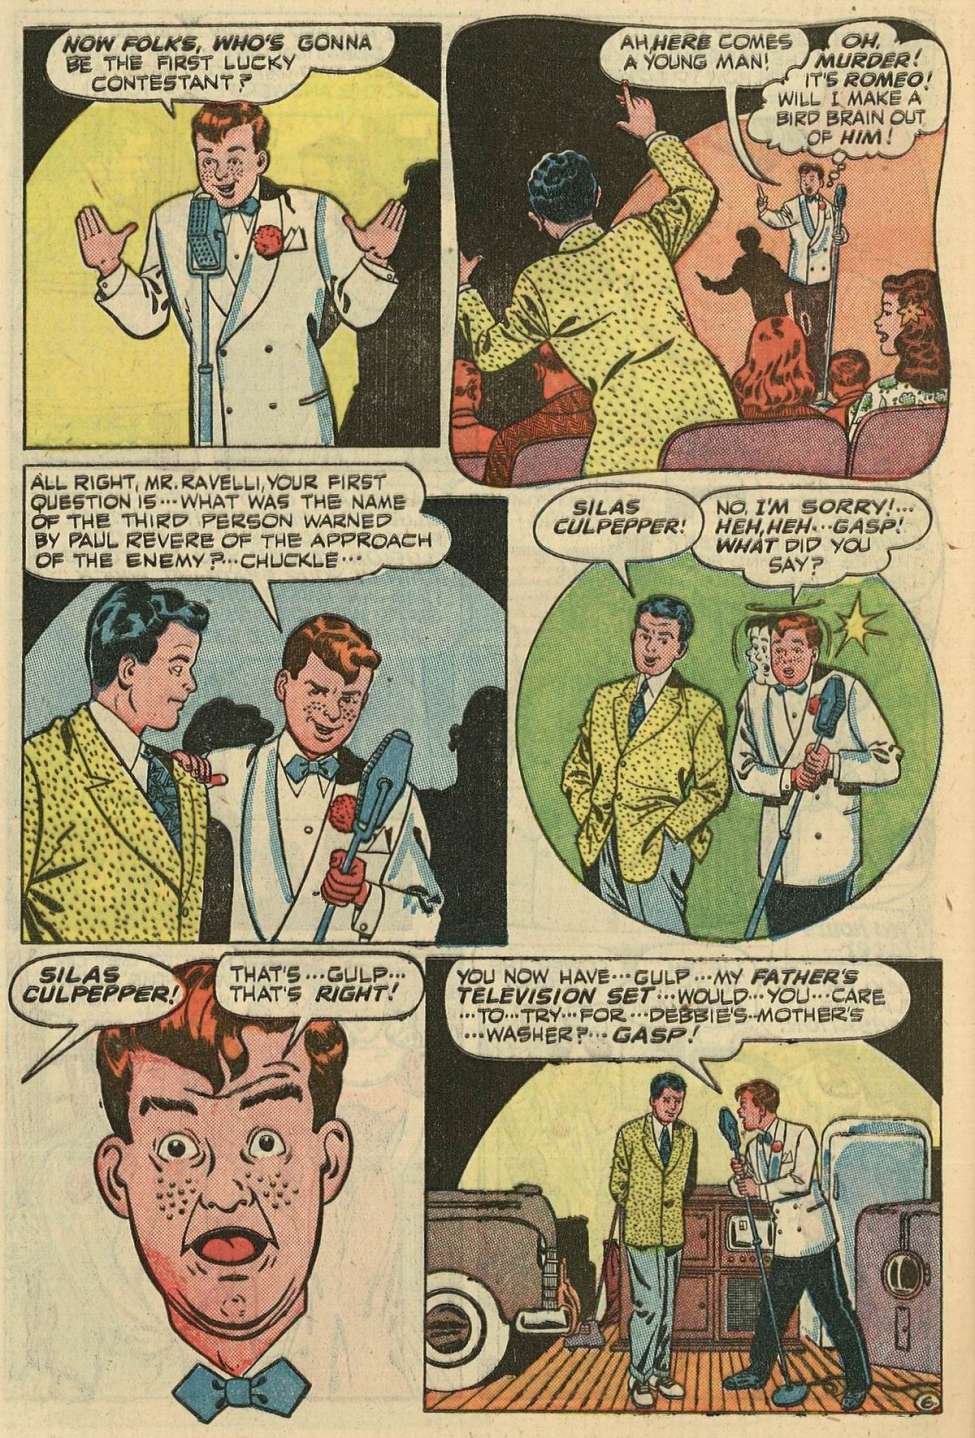 NOW FOLKS, WHO'S GONNA
BE THE FIRST LUCKY
CONTESTANT?
AH, HERE COMES
A YOUNG MAN!
OH,
MURDER!
IT'S ROMEO!
WILL I MAKE A
BIRD BRAIN OUT
OF HIM!
ALL RIGHT, MR. RAVELLI, YOUR FIRST
QUESTION IS... WHAT WAS THE NAME
OF THE THIRD PERSON WARNED
BY PAUL REVERE OF THE APPROACH
OF THE ENEMY?...CHUCKLE...
SILAS
CULPEPPER!
NO, I'M SORRY!...
HEH, HEH...GASP!
WHAT DID YOU
SAY?
SILAS
CULPEPPER!
THAT'S...GULP...
THAT'S RIGHT!
YOU NOW HAVE...GULP...MY FATHER'S
TELEVISION SET...WOULD...YOU...CARE
...TO...TRY...FOR...DEBBIE'S...MOTHER'S
...WASHER?...GASP!
6